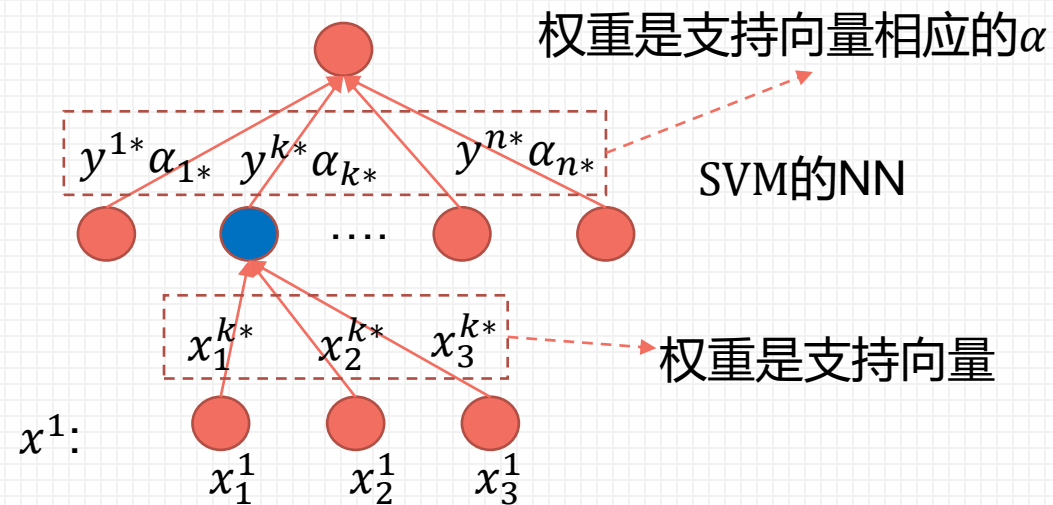 权重是支持向量相应的α
y^{1*}α_{1*} y^{k*}α_{k*} y^{n*}α_{n*}
SVM的NN
....
x_1^{k*} x_2^{k*} x_3^{k*}
权重是支持向量
x^1:
x_1^1 x_2^1 x_3^1